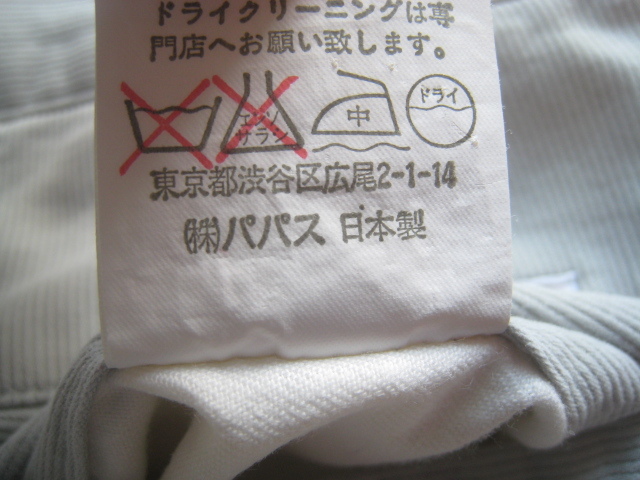 ドライクリーニングは専
門店へお願い致します。
エンソ
サラシ
中
ドライ
東京都渋谷区広尾2-1-14
㈱パパス 日本製